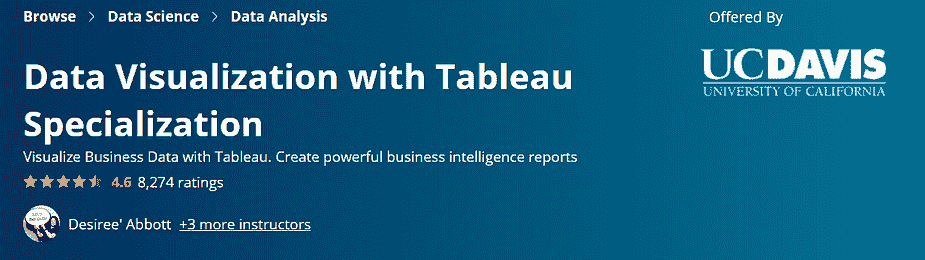 Browse > Data Science > Data Analysis
Offered By
Data Visualization with Tableau
Specialization
UCDAVIS
UNIVERSITY OF CALIFORNIA
Visualize Business Data with Tableau. Create powerful business intelligence reports
4.6 8,274 ratings
Desiree' Abbott +3 more instructors